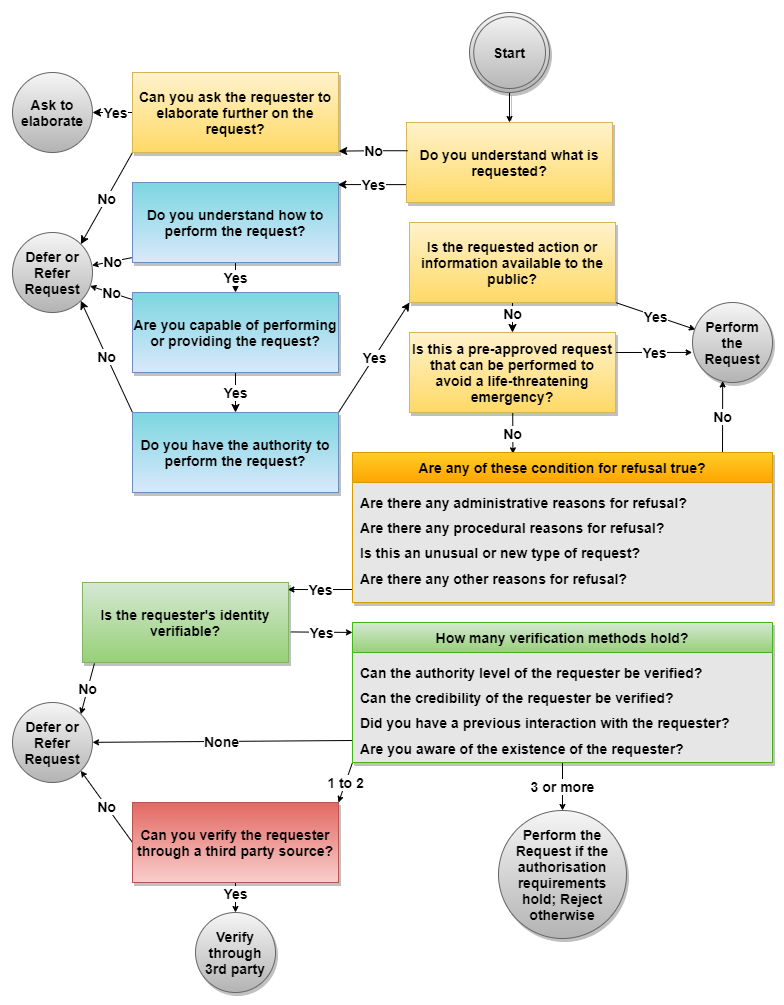 Start
Can you ask the requester to
elaborate further on the
request?
Yes
Ask to
elaborate
No
Do you understand what is
requested?
Yes
No
Do you understand how to
perform the request?
Defer or
Refer
Request
No
Yes
No
Are you capable of performing
or providing the request?
Yes
No
Do you have the authority to
perform the request?
Yes
Is the requested action or
information available to the
public?
Yes
No
Perform
the
Request
Is this a pre-approved request
that can be performed to
avoid a life-threatening
emergency?
Yes
No
No
Are any of these condition for refusal true?
Are there any administrative reasons for refusal?
Are there any procedural reasons for refusal?
Is this an unusual or new type of request?
Are there any other reasons for refusal?
Yes
Is the requester's identity
verifiable?
Yes
No
How many verification methods hold?
Can the authority level of the requester be verified?
Can the credibility of the requester be verified?
Did you have a previous interaction with the requester?
Are you aware of the existence of the requester?
Defer or
Refer
Request
None
1 to 2
3 or more
No
Can you verify the requester
through a third party source?
Yes
Verify
through
3rd party
Perform the
Request if the
authorisation
requirements
hold; Reject
otherwise